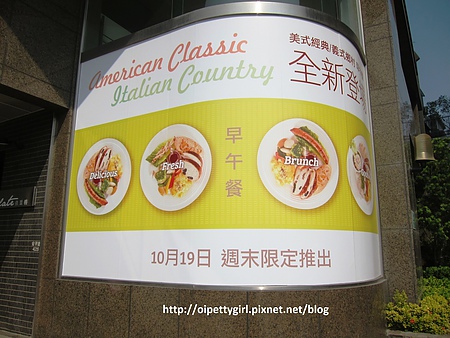 American Classic
Italian Country
美式經典/義式鄉村
全新登場
Delicious
Fresh
早午餐
Brunch
10月19日 週末限定推出
http://oipettygirl.pixnet.net/blog